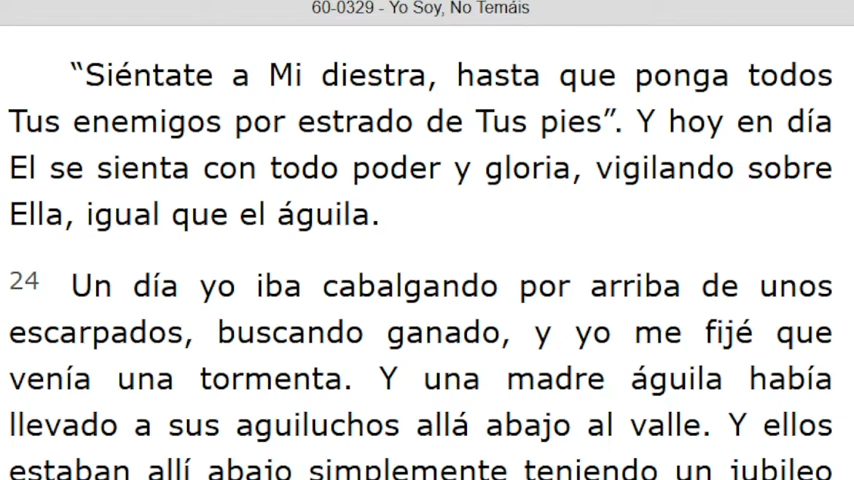 60-0329 - Yo Soy, No Temáis
“Siéntate a Mi diestra, hasta que ponga todos
Tus enemigos por estrado de Tus pies”. Y hoy en día
El se sienta con todo poder y gloria, vigilando sobre
Ella, igual que el águila.
24 Un día yo iba cabalgando por arriba de unos
escarpados, buscando ganado, y yo me fijé que
venía una tormenta. Y una madre águila había
llevado a sus aguiluchos allá abajo al valle. Y ellos
estaban allí abajo simplemente teniendo un jubileo